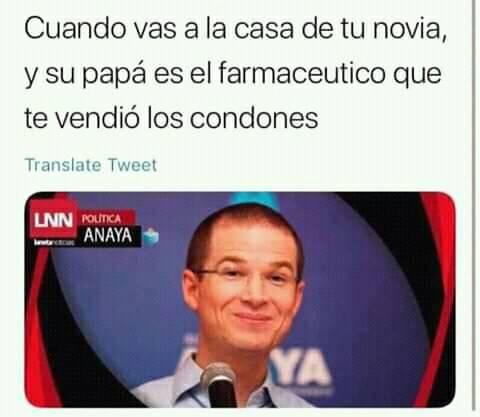 Cuando vas a la casa de tu novia,
y su papá es el farmaceutico que
te vendió los condones
Translate Tweet
LNN
POLÍTICA
ANAYA
YA